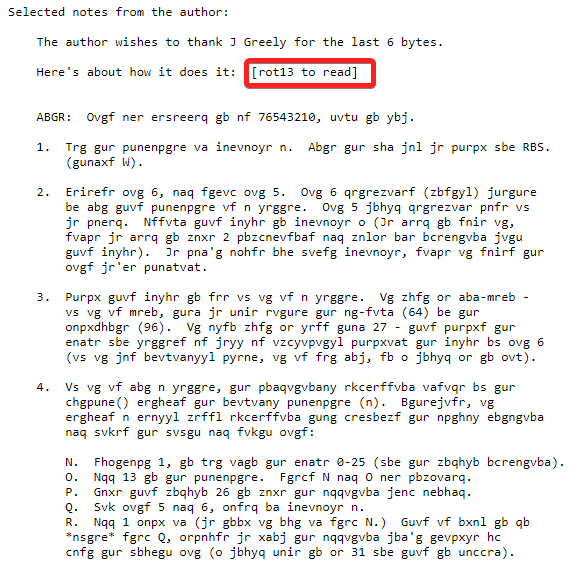 Selected notes from the author:
The author wishes to thank J Greely for the last 6 bytes.
Here's about how it does it: [rot13 to read]
ABGR: Ovgf ner ersreerq gb nf 76543210, uvtu gb ybj.
1. Trg gur punenpgre va inevnoyr n. Abgr gur sha jnl jr purpx sbe RBS.
(gunaxf W).
2. Erirefr ovg 6, naq fgevc ovg 5. Ovg 6 qrgrezvarf (zbfgyl) jurgure
be abg guvf punenpgre vf n yrggre. Ovg 5 jbhyq qrgrezvar pnfr vs
jr pnerq. Nffvta guvf inyhr gb inevnoyr o (Jr arrq gb fnir vg,
fvapr jr arrq gb znxr 2 pbzcnevfbaf naq znlor bar bcrengvba jvgu
guvf inyhr). Jr pna'g nohfr bhe svefg inevnoyr, fvapr vg fnirf gur
ovgf jr'er punatvat.
3. Purpx guvf inyhr gb frr vs vg vf n yrggre. Vg zhfg or aba-mreb -
vs vg vf mreb, gura jr unir rvgure gur ng-fvta (64) be gur
onpxdhbgr (96). Vg nyfb zhfg or yrff guna 27 - guvf purpxf gur
enatr sbe yrggref nf jryy nf vzcyvpvgyl purpxvat gur inyhr bs ovg 6
(vs vg jnf bevtvanyyl pyrne, vg vf frg abj, fb o jbhyq or gb ovt).
4. Vs vg vf abg n yrggre, gur pbaqvgvbany rkcerffvba vafvqr bs gur
chgpune() ergheaf gur bevtvany punenpgre (n). Bgurejvfr, vg
ergheaf n ernyyl zrffl rkcerffvba gung cresbezf gur npghny ebgngvba
naq svkrf gur svsgu naq fvkgu ovgf:
N. Fhogenpg 1, gb trg vagb gur enatr 0-25 (sbe gur zbqhyb bcrengvba).
O. Nqq 13 gb gur punenpgre. Fgrcf N naq O ner pbzovarq.
P. Gnxr guvf zbqhyb 26 gb znxr gur nqqvgvba jenc nebhaq.
Q. Svk ovgf 5 naq 6, onfrq ba inevnoyr n.
R. Nqq 1 onpx va (jr gbbx vg bhg va fgrc N.) Guvf vf bxnl gb qb
*nsgre* fgrc Q, orpnhfr jr xabj gur nqqvgvba jba'g gevpxyr hc
cnfg gur sbhegu ovg (o jbhyq unir gb or 31 sbe guvf gb unccra).